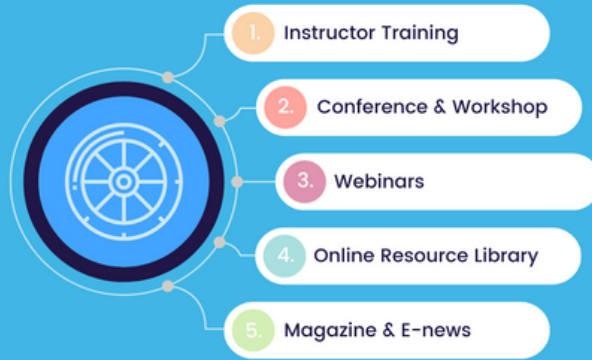 1. Instructor Training
2. Conference & Workshop
3. Webinars
4. Online Resource Library
5. Magazine & E-news